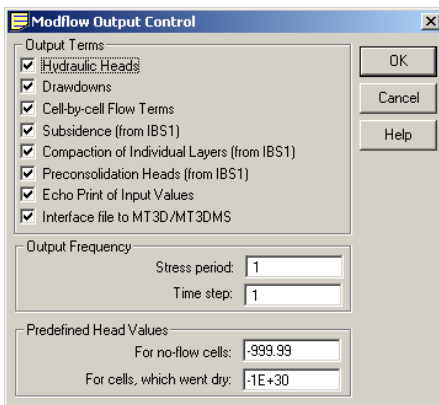 Modflow Output Control
Output Terms
Hydraulic Heads
Drawdowns
Cell-by-cell Flow Terms
Subsidence (from IBS1)
Compaction of Individual Layers (from IBS1)
Preconsolidation Heads (from IBS1)
Echo Print of Input Values
Interface file to MT3D/MT3DMS
OK
Cancel
Help
Output Frequency
Stress period: 1
Time step: 1
Predefined Head Values
For no-flow cells: -999.99
For cells, which went dry: -1E+30